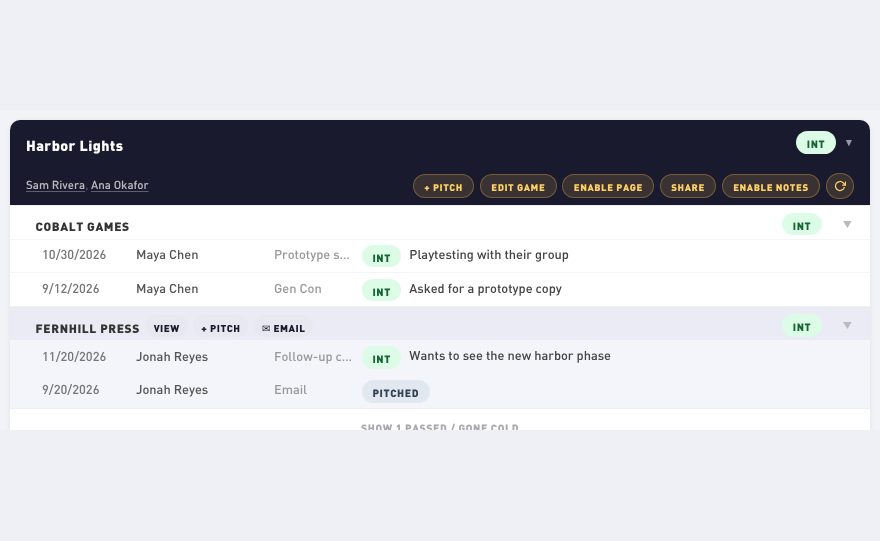 Harbor Lights INT ▼
Sam Rivera, Ana Okafor + PITCH EDIT GAME ENABLE PAGE SHARE ENABLE NOTES
COBALT GAMES INT ▼
10/30/2026 Maya Chen Prototype s... INT Playtesting with their group
9/12/2026 Maya Chen Gen Con INT Asked for a prototype copy
FERNHILL PRESS VIEW + PITCH ✉ EMAIL INT ▼
11/20/2026 Jonah Reyes Follow-up c... INT Wants to see the new harbor phase
9/20/2026 Jonah Reyes Email PITCHED
SHOW 1 PASSED / GONE COLD